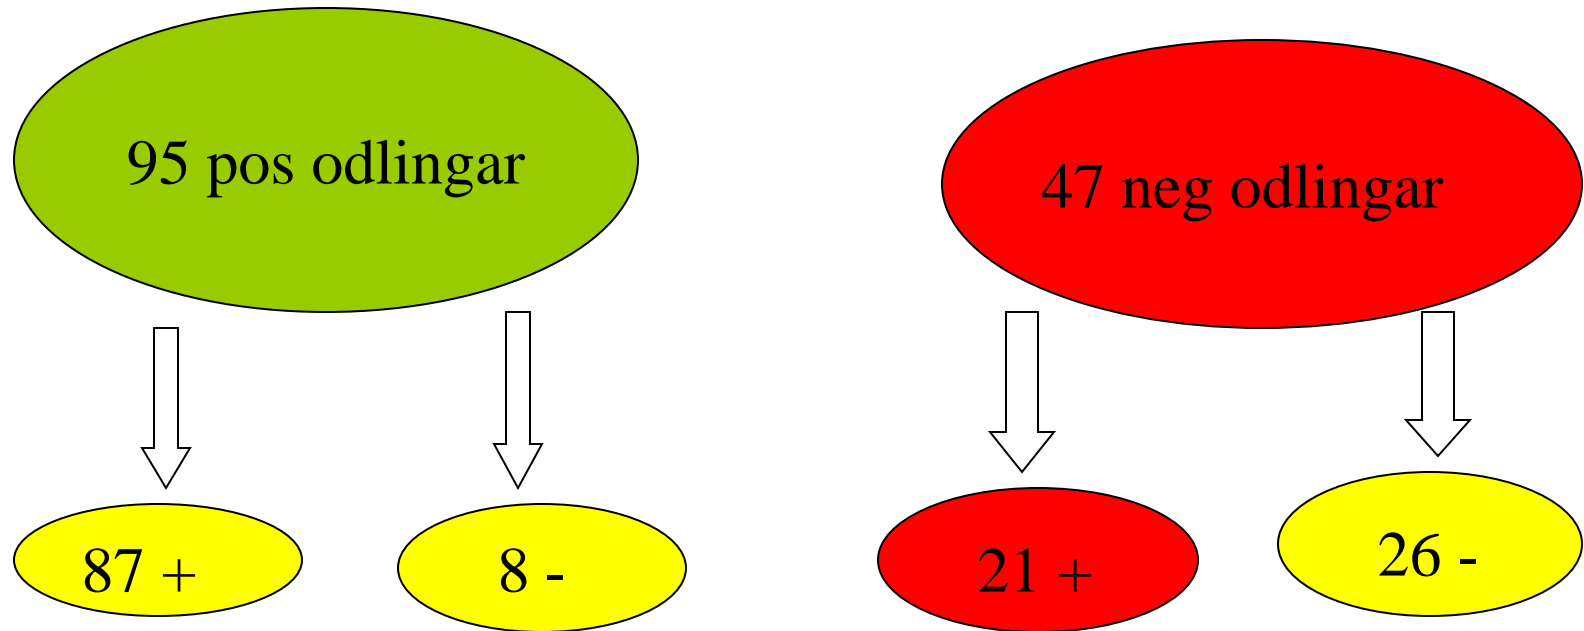 95 pos odlingar
47 neg odlingar
87 +
8 -
21 +
26 -